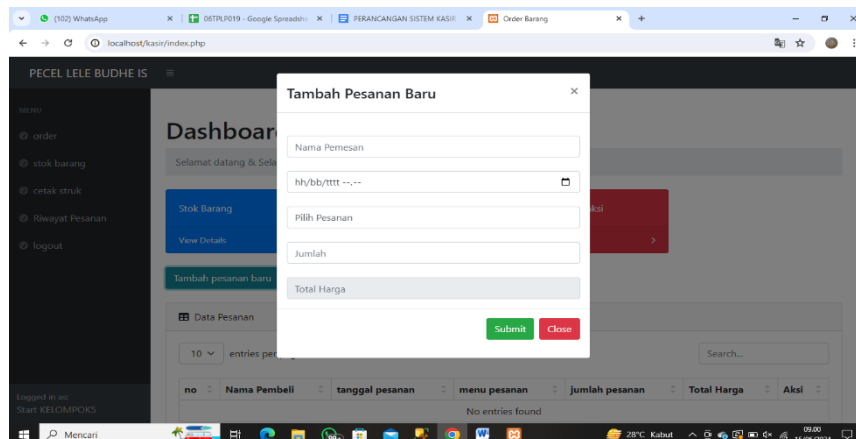 (102) WhatsApp
06TPLP019 - Google Spreadshe
PERANCANGAN SISTEM KASIR
Order Barang
localhost/kasir/index.php
PECEL LELE BUDHE IS
Tambah Pesanan Baru
MENU
order
stok barang
cetak struk
Riwayat Pesanan
logout
Dashboar
Selamat datang & Sela
Nama Pemesan
hh/bb/tttt --.--
Pilih Pesanan
Jumlah
Total Harga
Submit
Close
Stok Barang
View Details
Tambah pesanan baru
Data Pesanan
10
entries per
Search...
no
Nama Pembeli
tanggal pesanan
menu pesanan
jumlah pesanan
Total Harga
Aksi
No entries found
Logged in as:
Start KELOMPOK5
Mencari
28°C Kabut
09.00